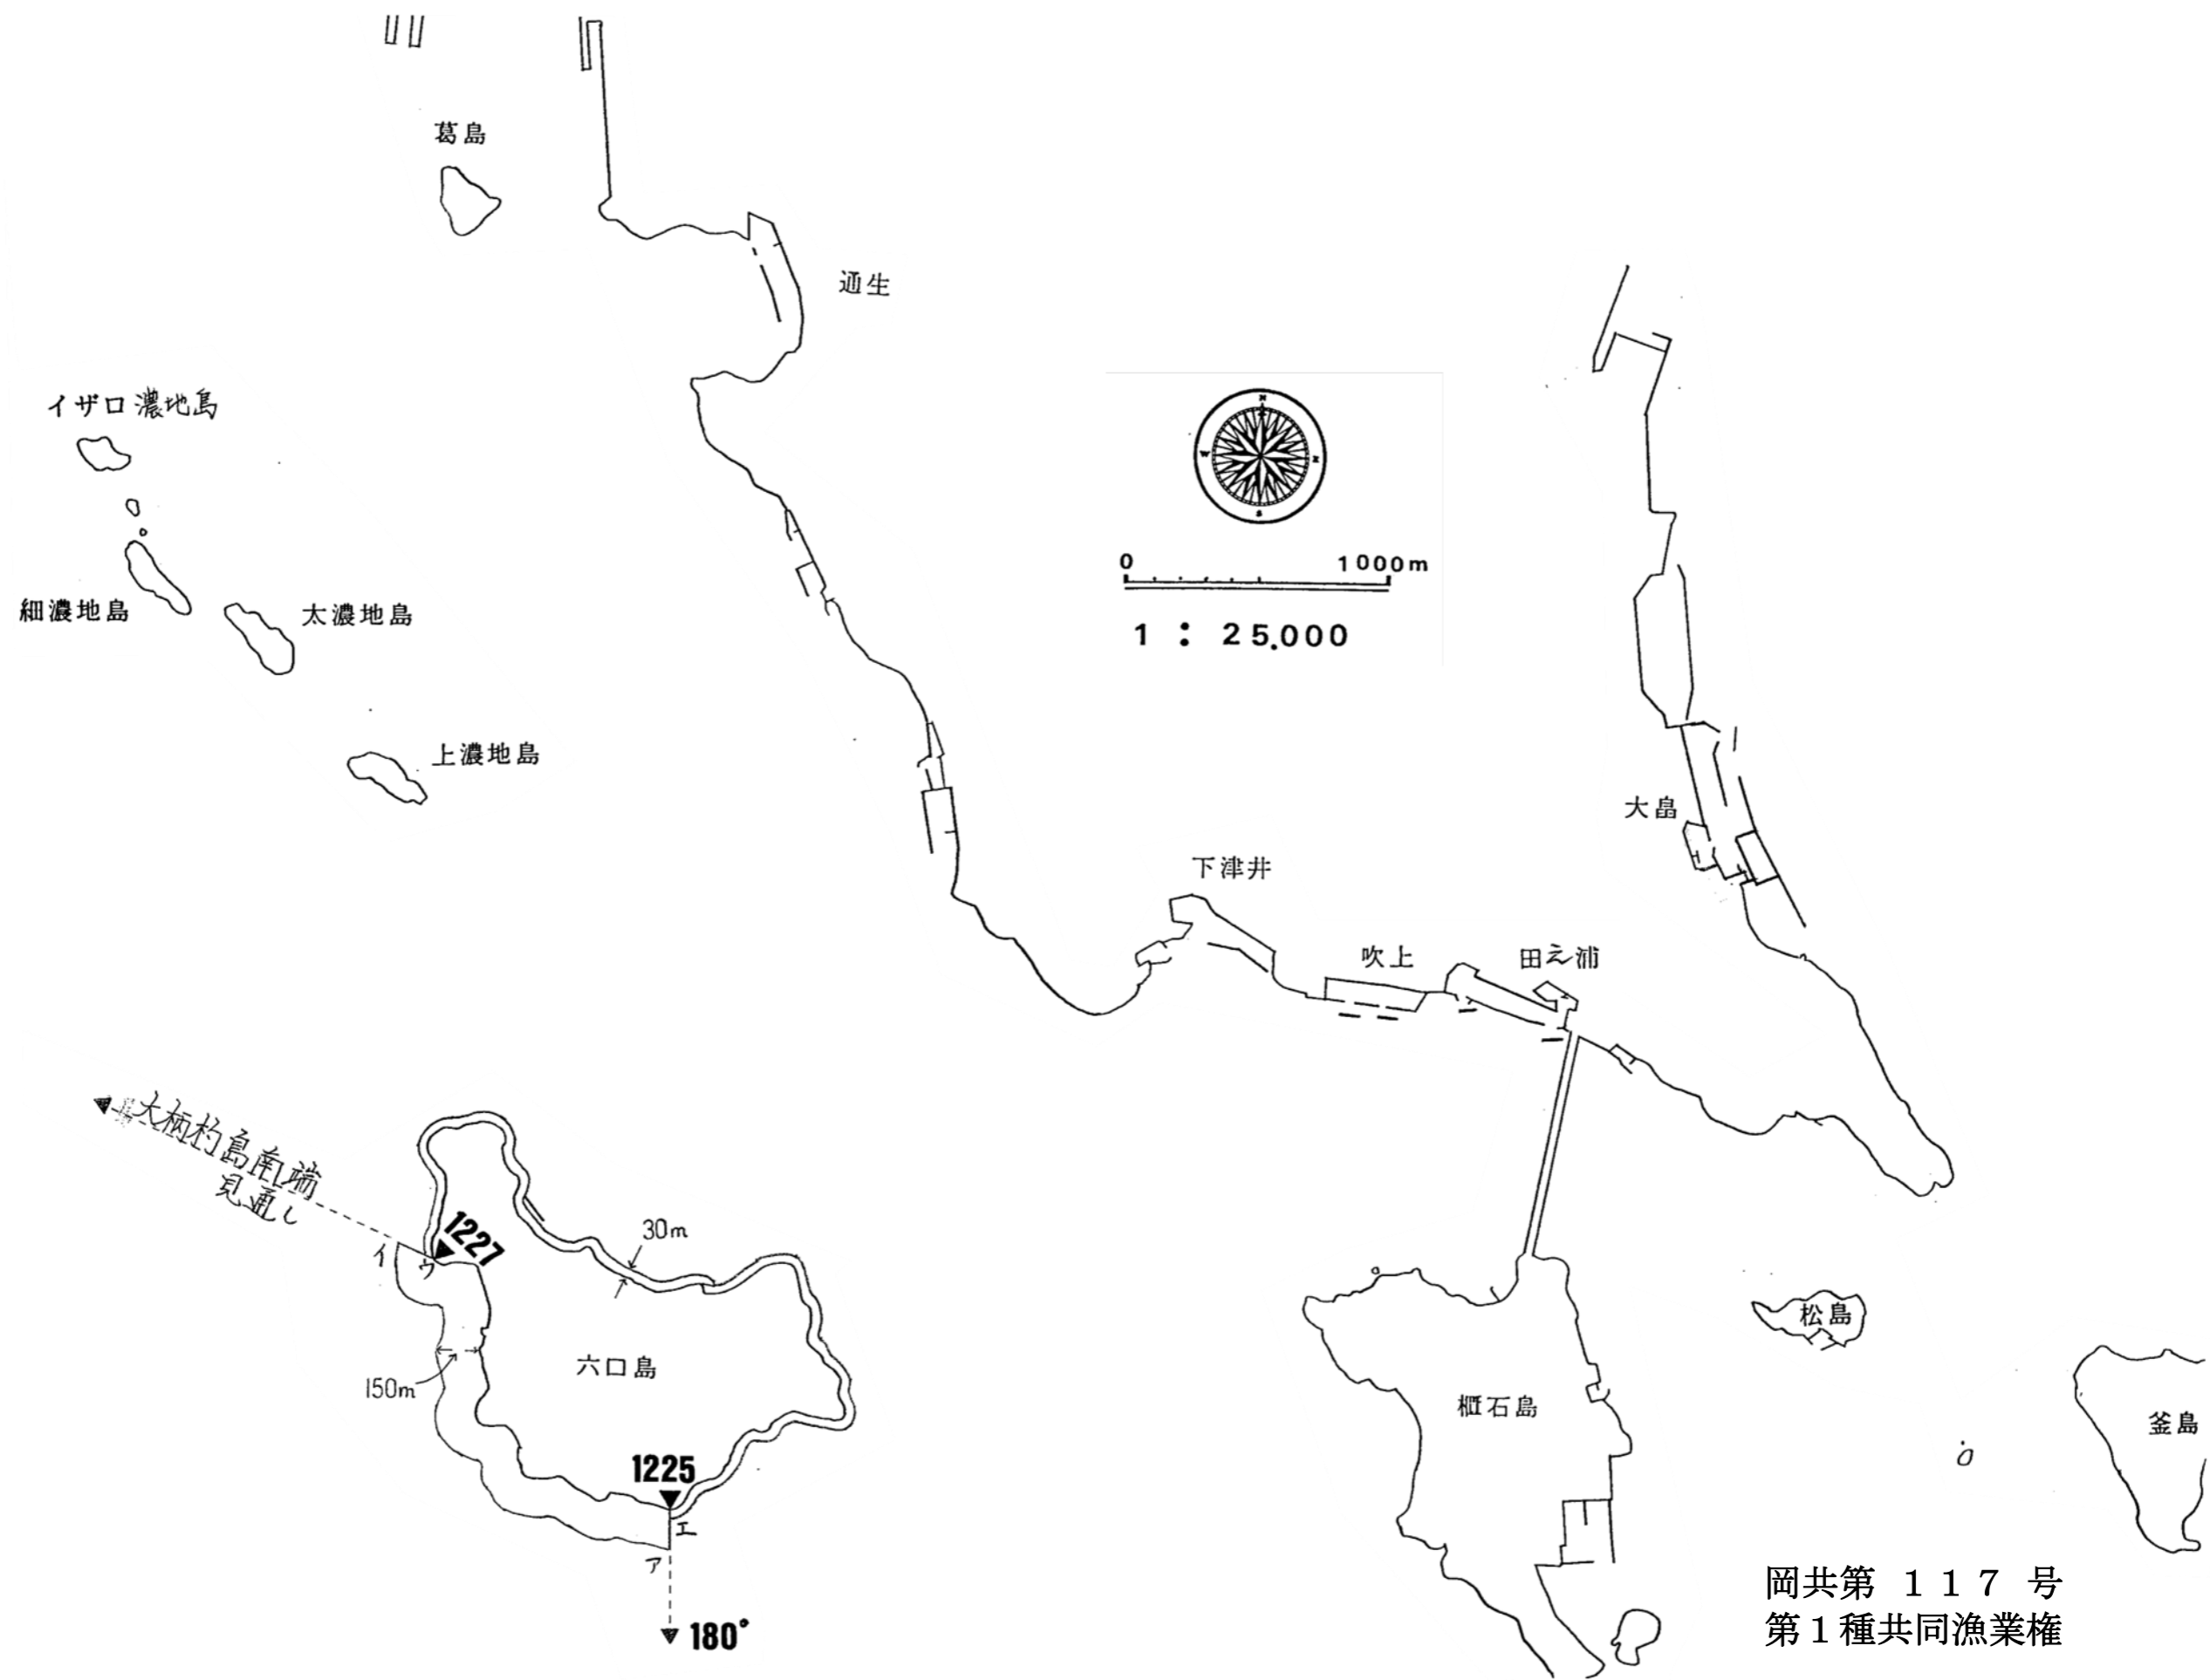 葛島
通生
イザロ濃地島
N
W
S
0 1000m
1 : 25.000
細濃地島
太濃地島
上濃地島
大畠
下津井
吹上
田之浦
大柄杓島南端
見通し
1227
イ
ウ
30m
150m
六口島
1225
エ
ア
180°
櫃石島
松島
釜島
岡共第 １１７ 号
第１種共同漁業権